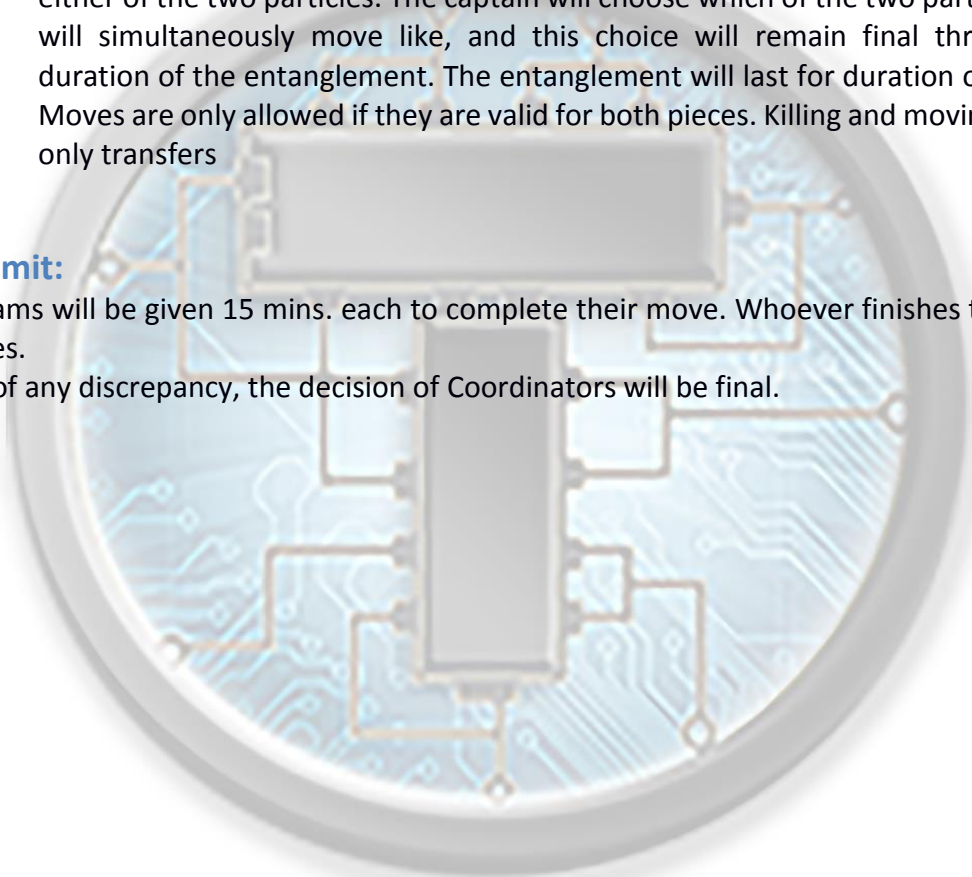 either of the two particles. The captain will choose which of the two part
will simultaneously move like, and this choice will remain final thr
duration of the entanglement. The entanglement will last for duration o
Moves are only allowed if they are valid for both pieces. Killing and movin
only transfers
mit:
ams will be given 15 mins. each to complete their move. Whoever finishes t
es.
of any discrepancy, the decision of Coordinators will be final.